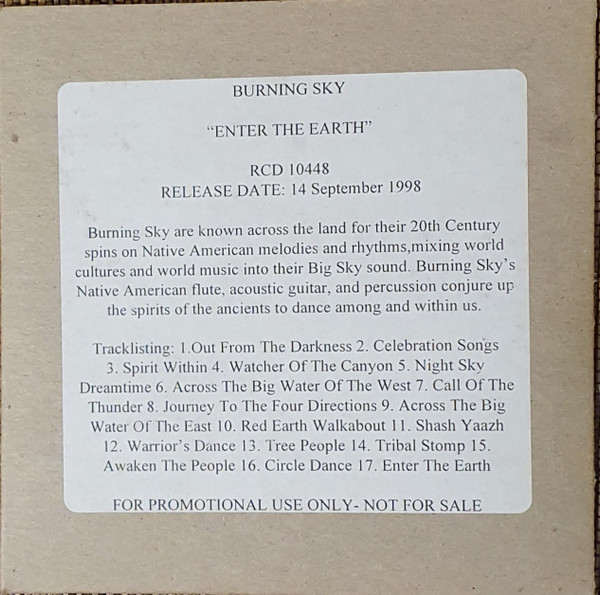 BURNING SKY
“ENTER THE EARTH”
RCD 10448
RELEASE DATE: 14 September 1998
Burning Sky are known across the land for their 20th Century
spins on Native American melodies and rhythms,mixing world
cultures and world music into their Big Sky sound. Burning Sky’s
Native American flute, acoustic guitar, and percussion conjure up
the spirits of the ancients to dance among and within us.
Tracklisting: 1.Out From The Darkness 2. Celebration Songs
3. Spirit Within 4. Watcher Of The Canyon 5. Night Sky
Dreamtime 6. Across The Big Water Of The West 7. Call Of The
Thunder 8. Journey To The Four Directions 9. Across The Big
Water Of The East 10. Red Earth Walkabout 11. Shash Yaazh
12. Warrior’s Dance 13. Tree People 14. Tribal Stomp 15.
Awaken The People 16. Circle Dance 17. Enter The Earth
FOR PROMOTIONAL USE ONLY- NOT FOR SALE